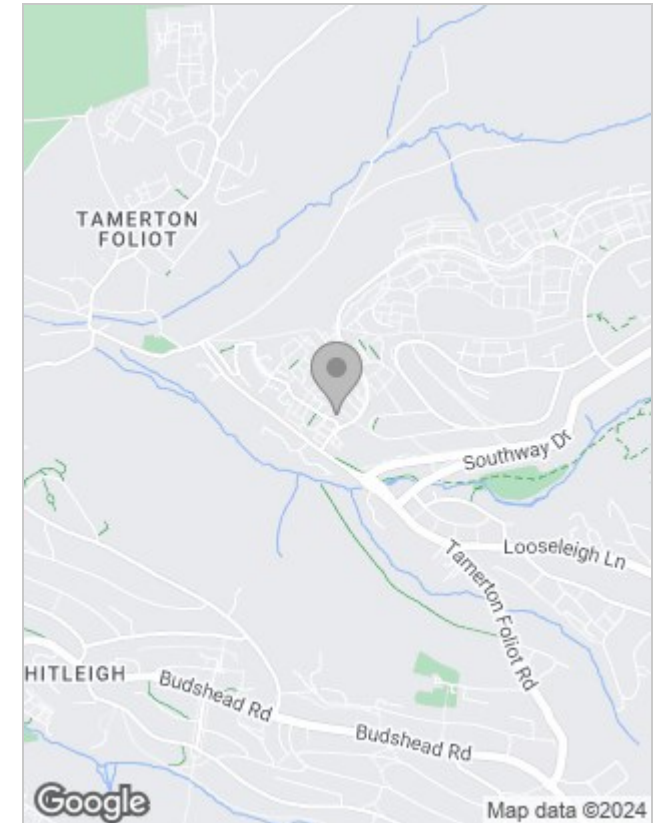 TAMERTON
FOLIOT
Southway Dr
Looseleigh Ln
Tamerton Foliot Rd
HITLEIGH
Budshead Rd
Budshead Rd
Google
Map data ©2024